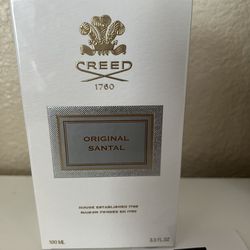 CREED
1760
ORIGINAL
SANTAL
HOUSE ESTABLISHED 1760
MAISON FONDÉE EN 1760
100 ML 3.3 FL.OZ